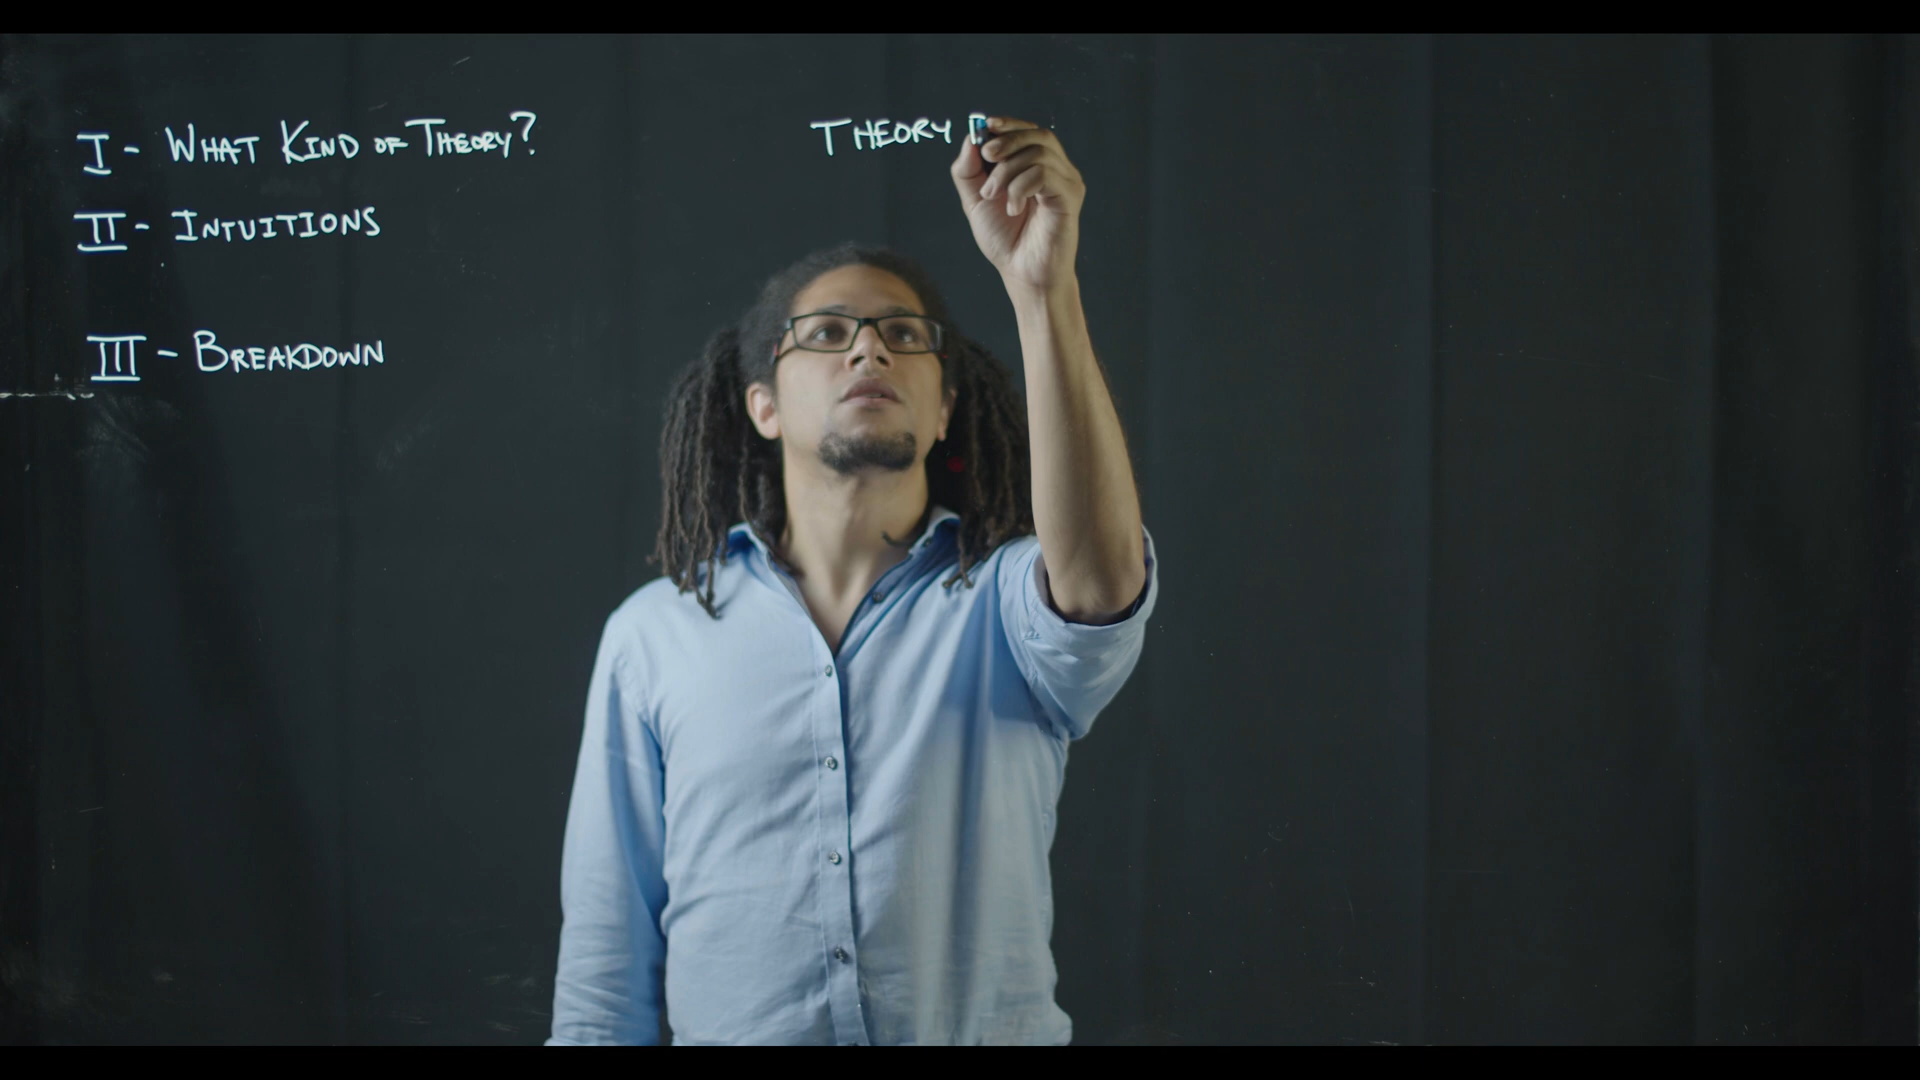 I - WHAT KIND OF THEORY?
II - INTUITIONS
III - BREAKDOWN
THEORY